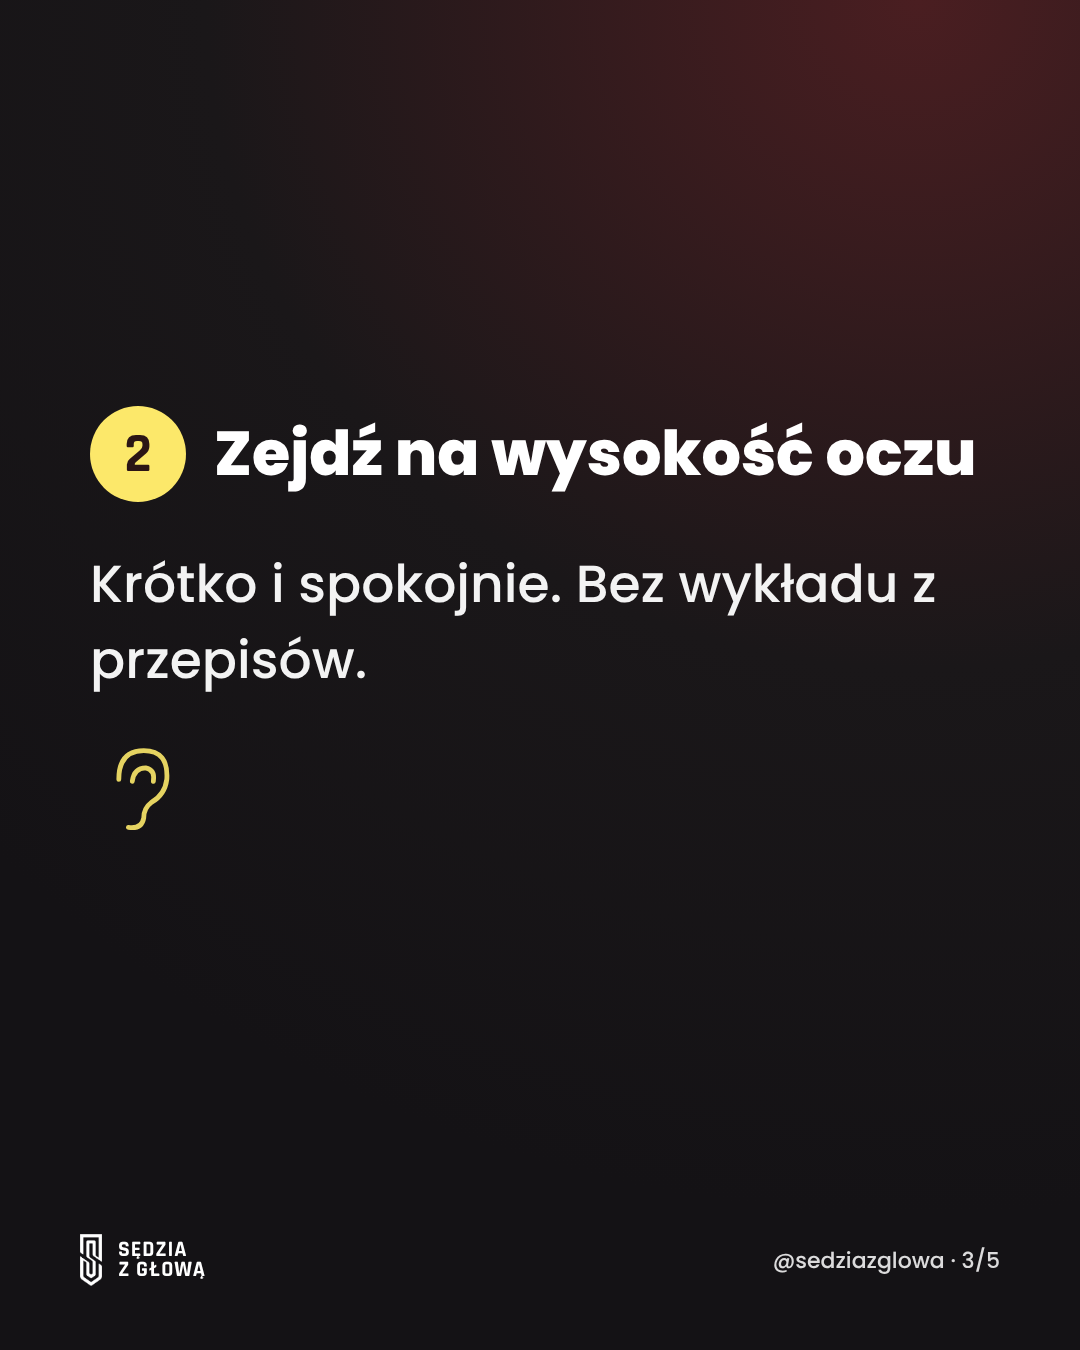 2 Zejdź na wysokość oczu
Krótko i spokojnie. Bez wykładu z
przepisów.
SĘDZIA
Z GŁOWĄ
@sedziazglowa · 3/5